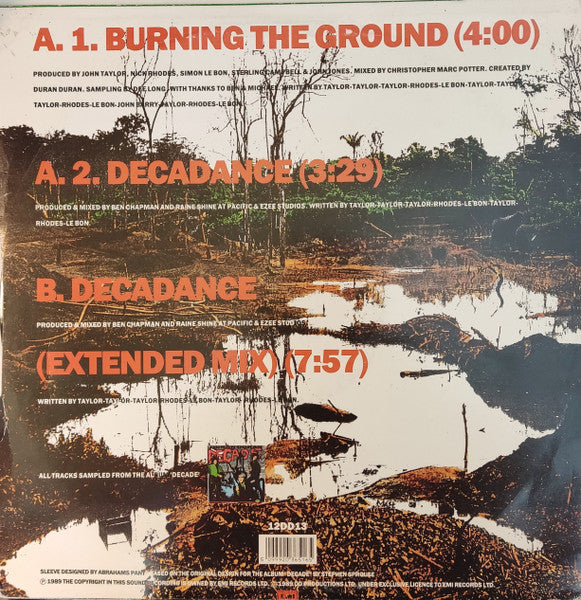 A. 1. BURNING THE GROUND (4:00)
PRODUCED BY JOHN TAYLOR, NICK RHODES, SIMON LE BON, STERLING CAMPBELL & JOHN JONES. MIXED BY CHRISTOPHER MARC POTTER. CREATED BY
DURAN DURAN. SAMPLING BY DEE LONG. WITH THANKS TO BEN & MICHAEL. WRITTEN BY TAYLOR-TAYLOR-TAYLOR-RHODES-LE BON-TAYLOR-TAYLOR-
TAYLOR-RHODES-LE BON-JOHN BARRY-TAYLOR-RHODES-LE BON.
A. 2. DECADANCE (3:29)
PRODUCED & MIXED BY BEN CHAPMAN AND RAINE SHINE AT PACIFIC & EZEE STUDIOS. WRITTEN BY TAYLOR-TAYLOR-TAYLOR-RHODES-LE BON-TAYLOR-
RHODES-LE BON.
B. DECADANCE
PRODUCED & MIXED BY BEN CHAPMAN AND RAINE SHINE AT PACIFIC & EZEE STUDIOS.
(EXTENDED MIX) (7:57)
WRITTEN BY TAYLOR-TAYLOR-TAYLOR-RHODES-LE BON-TAYLOR-RHODES-LE BON.
DECADE
ALL TRACKS SAMPLED FROM THE ALBUM 'DECADE'
12DD13
SLEEVE DESIGNED BY ABRAHAMS PANTS BASED ON THE ORIGINAL DESIGN FOR THE ALBUM 'DECADE' BY STEPHEN SPROUSE
℗ 1989 THE COPYRIGHT IN THIS SOUND RECORDING IS OWNED BY EMI RECORDS LTD. © 1989 DD PRODUCTIONS LTD. UNDER EXCLUSIVE LICENCE TO EMI RECORDS LTD.
EMI